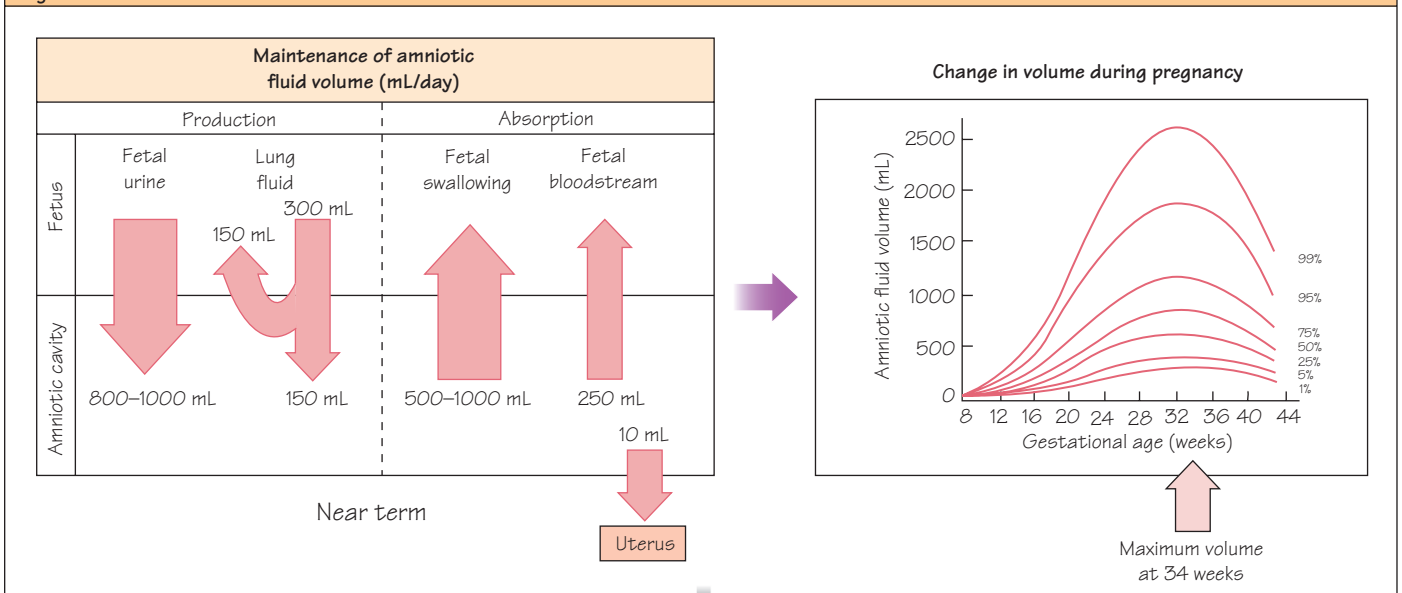 Maintenance of amniotic
fluid volume (mL/day)
Production
Absorption
Fetus
Fetal
urine
Lung
fluid
Fetal
swallowing
Fetal
bloodstream
300 mL
150 mL
Amniotic cavity
800–1000 mL
150 mL
500–1000 mL
250 mL
10 mL
Near term
Uterus
Change in volume during pregnancy
Amniotic fluid volume (mL)
2500
2000
1500
1000
500
0
99%
95%
75%
50%
25%
5%
1%
8 12 16 20 24 28 32 36 40 44
Gestational age (weeks)
Maximum volume
at 34 weeks